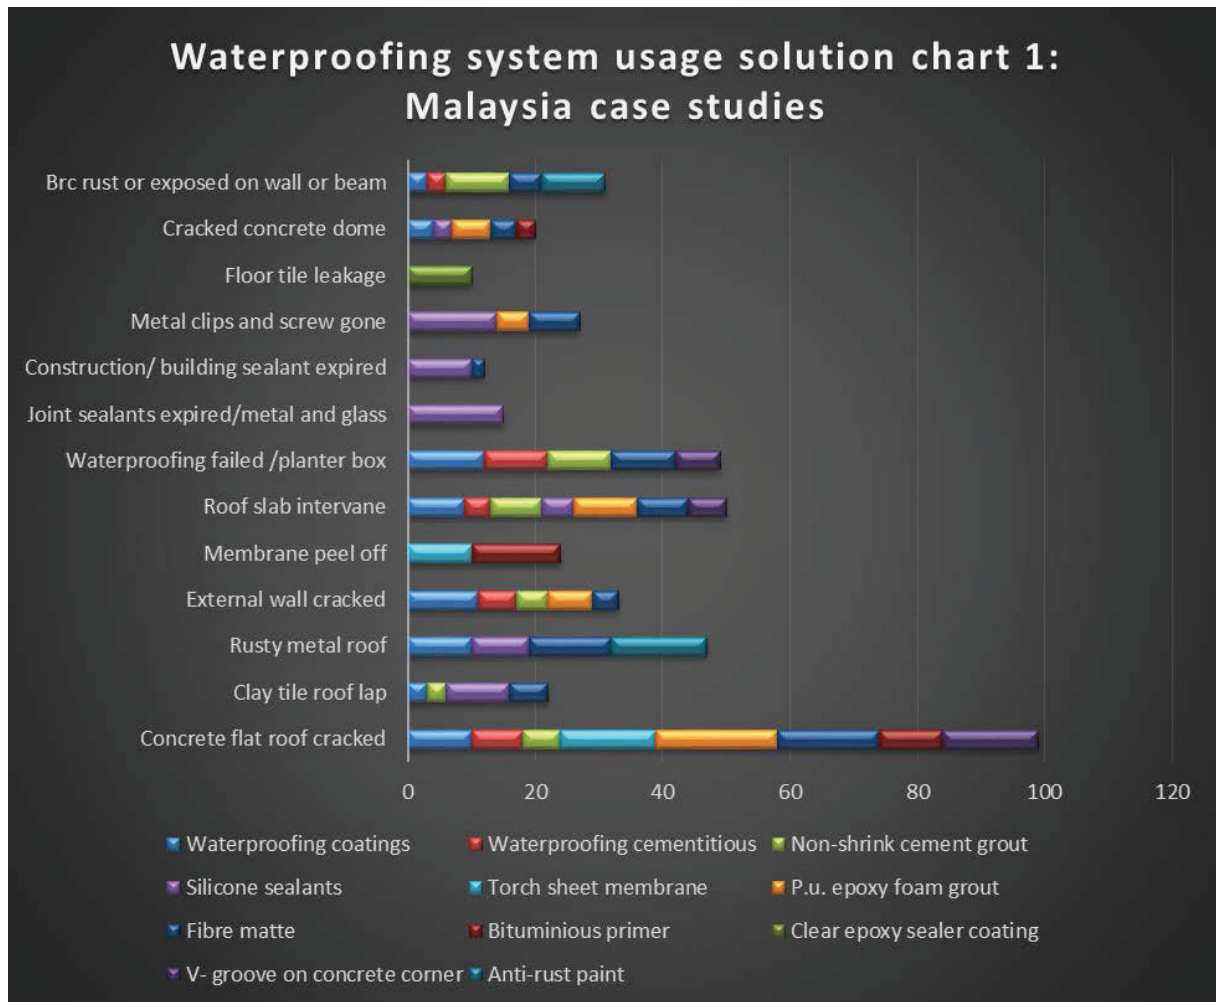 Waterproofing system usage solution chart 1:
Malaysia case studies
Brc rust or exposed on wall or beam
Cracked concrete dome
Floor tile leakage
Metal clips and screw gone
Construction/ building sealant expired
Joint sealants expired/metal and glass
Waterproofing failed /planter box
Roof slab intervane
Membrane peel off
External wall cracked
Rusty metal roof
Clay tile roof lap
Concrete flat roof cracked
0 20 40 60 80 100 120
Waterproofing coatings Waterproofing cementitious Non-shrink cement grout
Silicone sealants Torch sheet membrane P.u. epoxy foam grout
Fibre matte Bituminious primer Clear epoxy sealer coating
V- groove on concrete corner Anti-rust paint